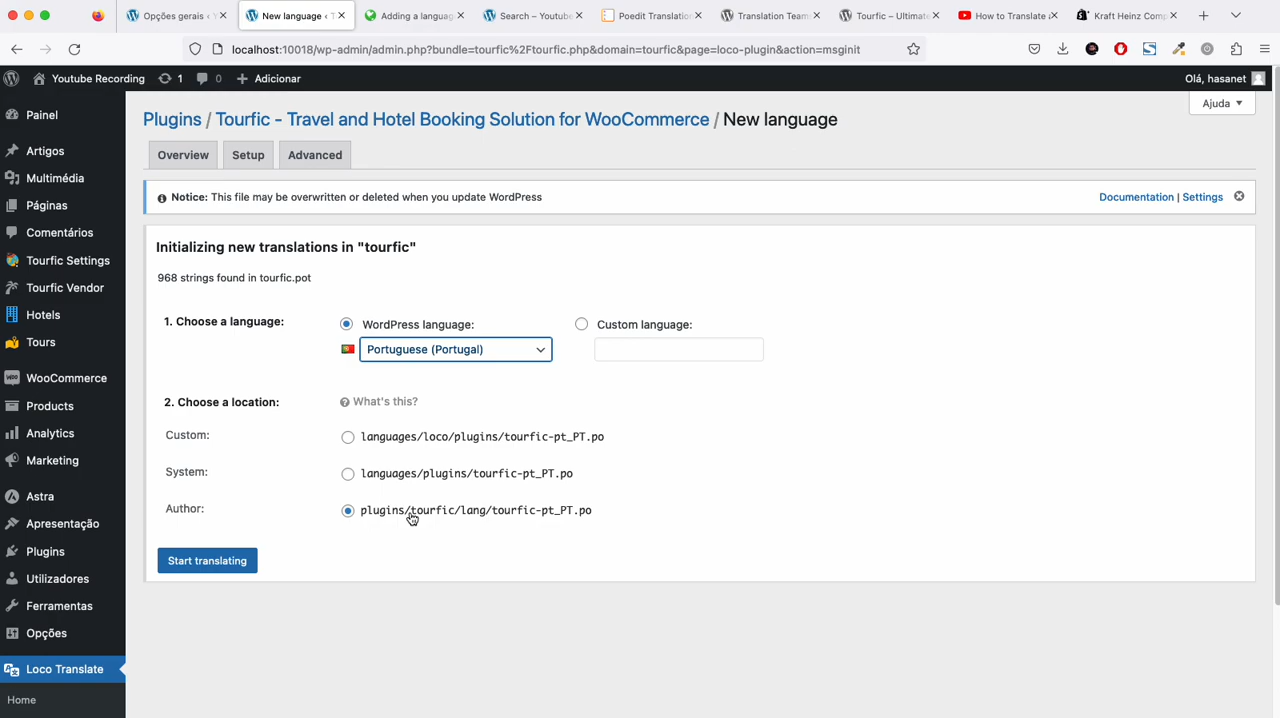 Opções gerais ‹ Y
New language ‹ T
Adding a languag
Search – Youtube
Poedit Translation
Translation Team
Tourfic – Ultimate
How to Translate a
Kraft Heinz Comp
localhost:10018/wp-admin/admin.php?bundle=tourfic%2Ftourfic.php&domain=tourfic&page=loco-plugin&action=msginit
Youtube Recording
1
0
Adicionar
Olá, hasanet
Ajuda
Painel
Artigos
Multimédia
Páginas
Comentários
Tourfic Settings
Tourfic Vendor
Hotels
Tours
WooCommerce
Products
Analytics
Marketing
Astra
Apresentação
Plugins
Utilizadores
Ferramentas
Opções
Loco Translate
Home
Plugins / Tourfic - Travel and Hotel Booking Solution for WooCommerce / New language
Overview
Setup
Advanced
Notice: This file may be overwritten or deleted when you update WordPress
Documentation | Settings
Initializing new translations in "tourfic"
968 strings found in tourfic.pot
1. Choose a language:
WordPress language:
Custom language:
Portuguese (Portugal)
2. Choose a location:
What's this?
Custom:
languages/loco/plugins/tourfic-pt_PT.po
System:
languages/plugins/tourfic-pt_PT.po
Author:
plugins/tourfic/lang/tourfic-pt_PT.po
Start translating